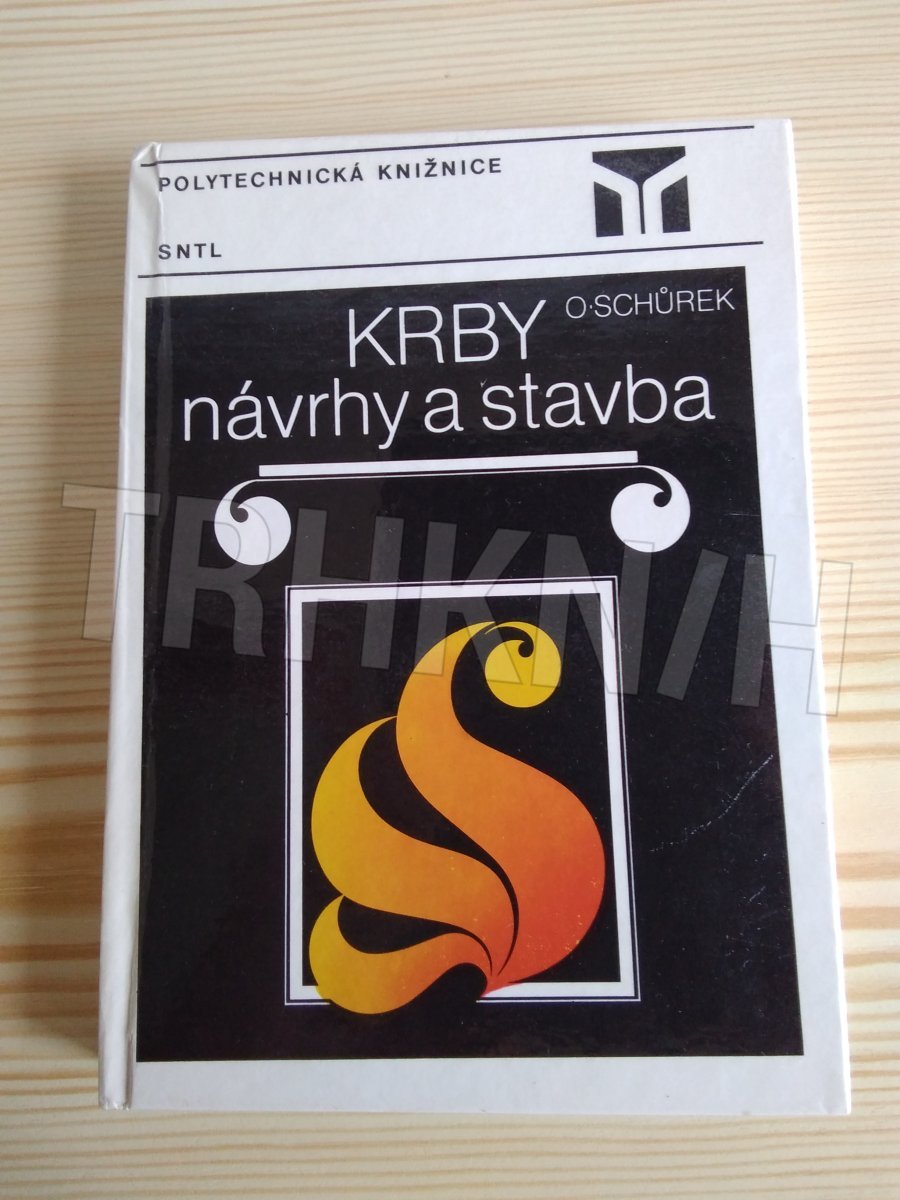 POLYTECHNICKÁ KNIŽNICE
SNTL
O·SCHŮREK
KRBY
návrhy a stavba
TRHKNIH